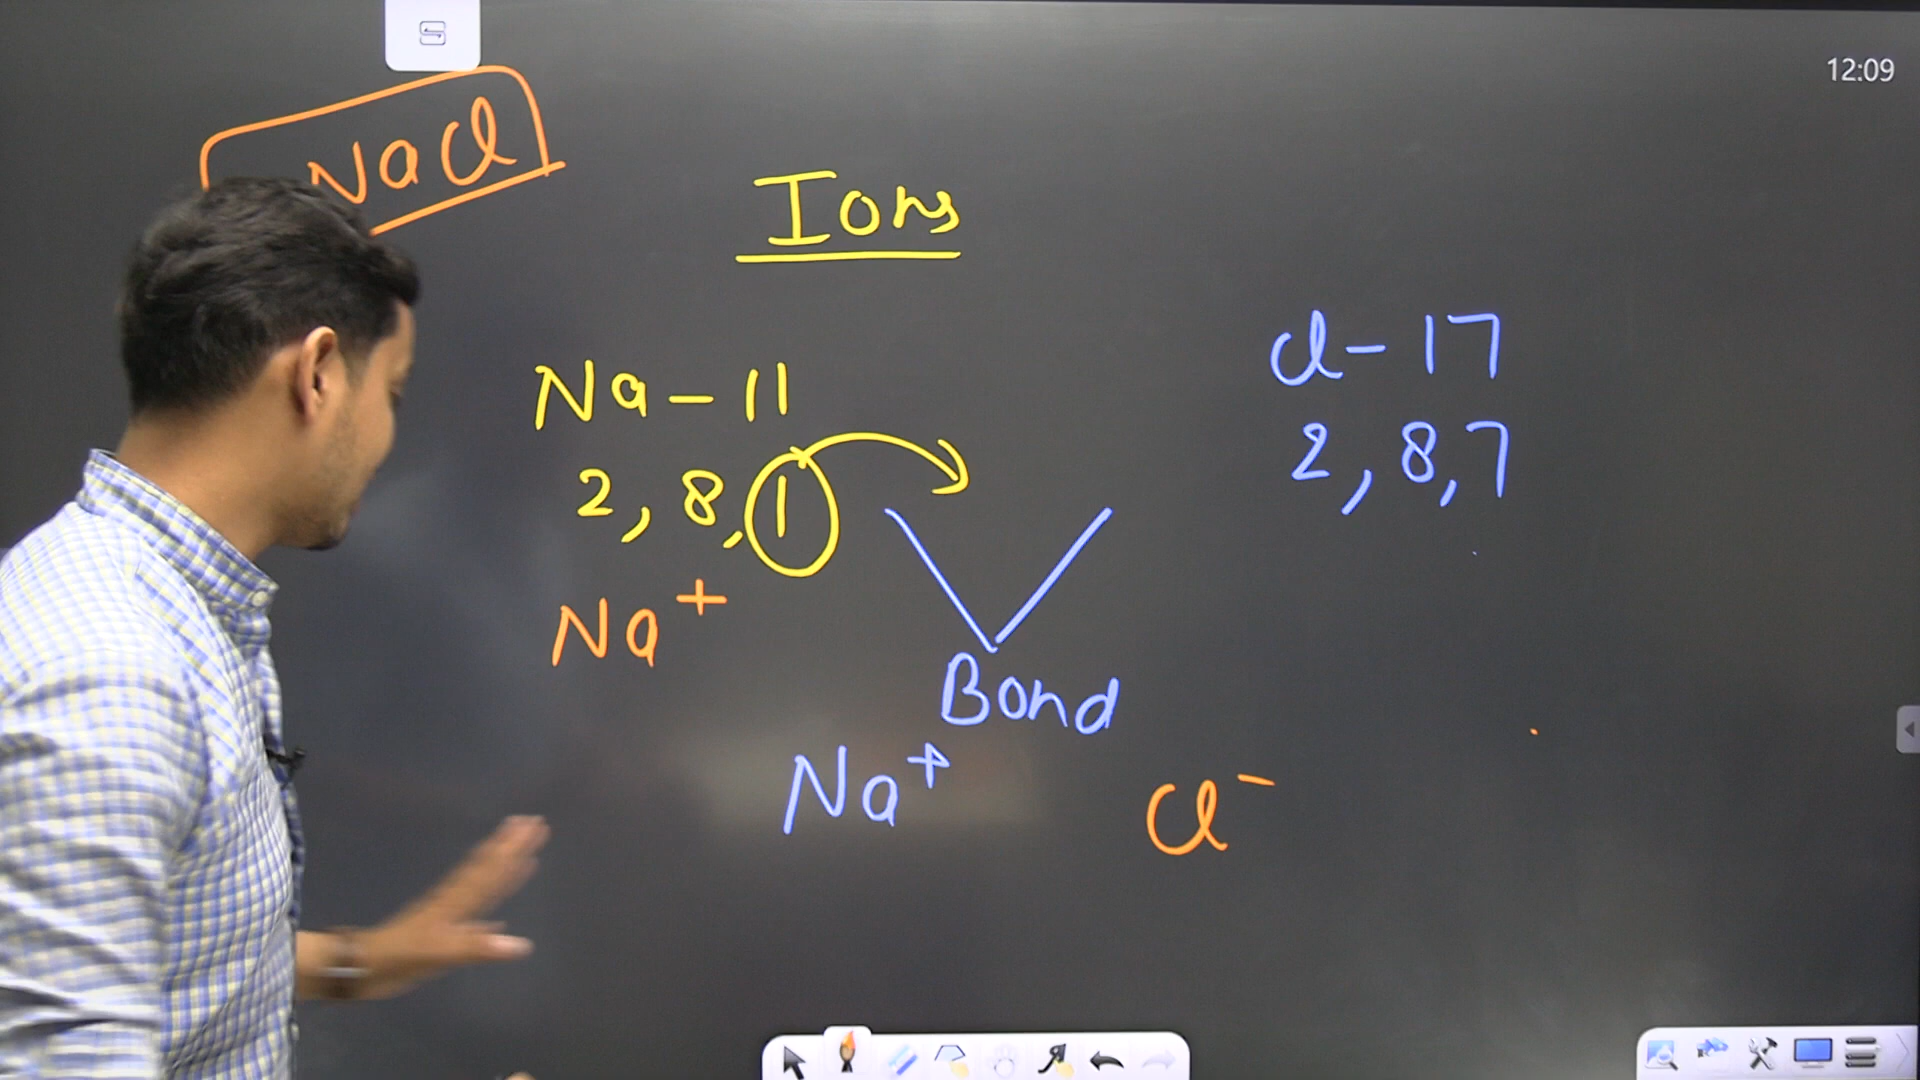 12:09
NaCl
Ions
Na - 11
2, 8, 1
Na⁺
Cl - 17
2, 8, 7
Bond
Na⁺
Cl⁻